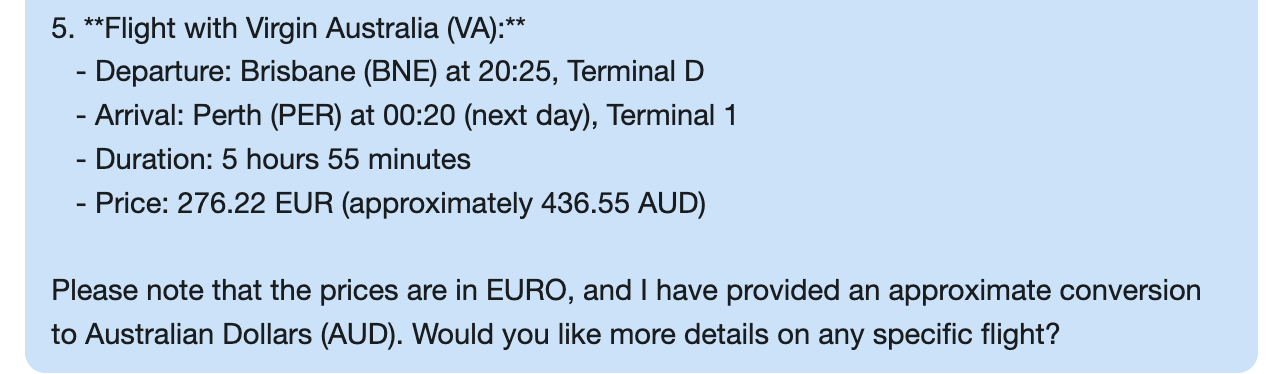 5. **Flight with Virgin Australia (VA):**
- Departure: Brisbane (BNE) at 20:25, Terminal D
- Arrival: Perth (PER) at 00:20 (next day), Terminal 1
- Duration: 5 hours 55 minutes
- Price: 276.22 EUR (approximately 436.55 AUD)
Please note that the prices are in EURO, and I have provided an approximate conversion
to Australian Dollars (AUD). Would you like more details on any specific flight?